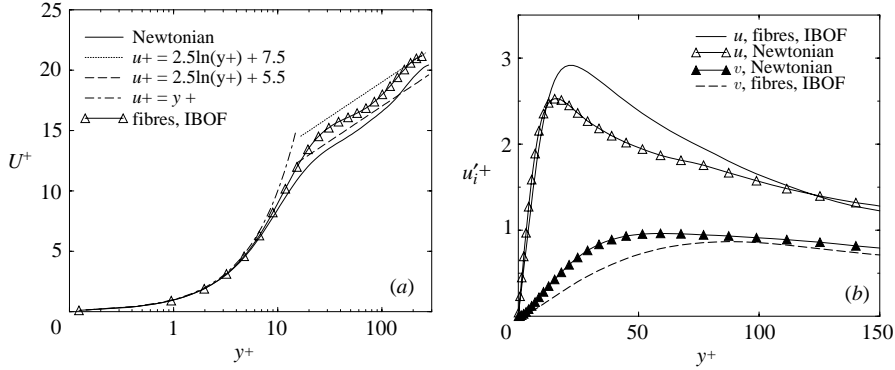 25
20
15
10
5
0
U+
Newtonian
u+ = 2.5ln(y+) + 7.5
u+ = 2.5ln(y+) + 5.5
u+ = y+
fibres, IBOF
(a)
1
10
100
y+
3
2
1
u′i+
u, fibres, IBOF
u, Newtonian
v, Newtonian
v, fibres, IBOF
(b)
0
50
100
150
y+